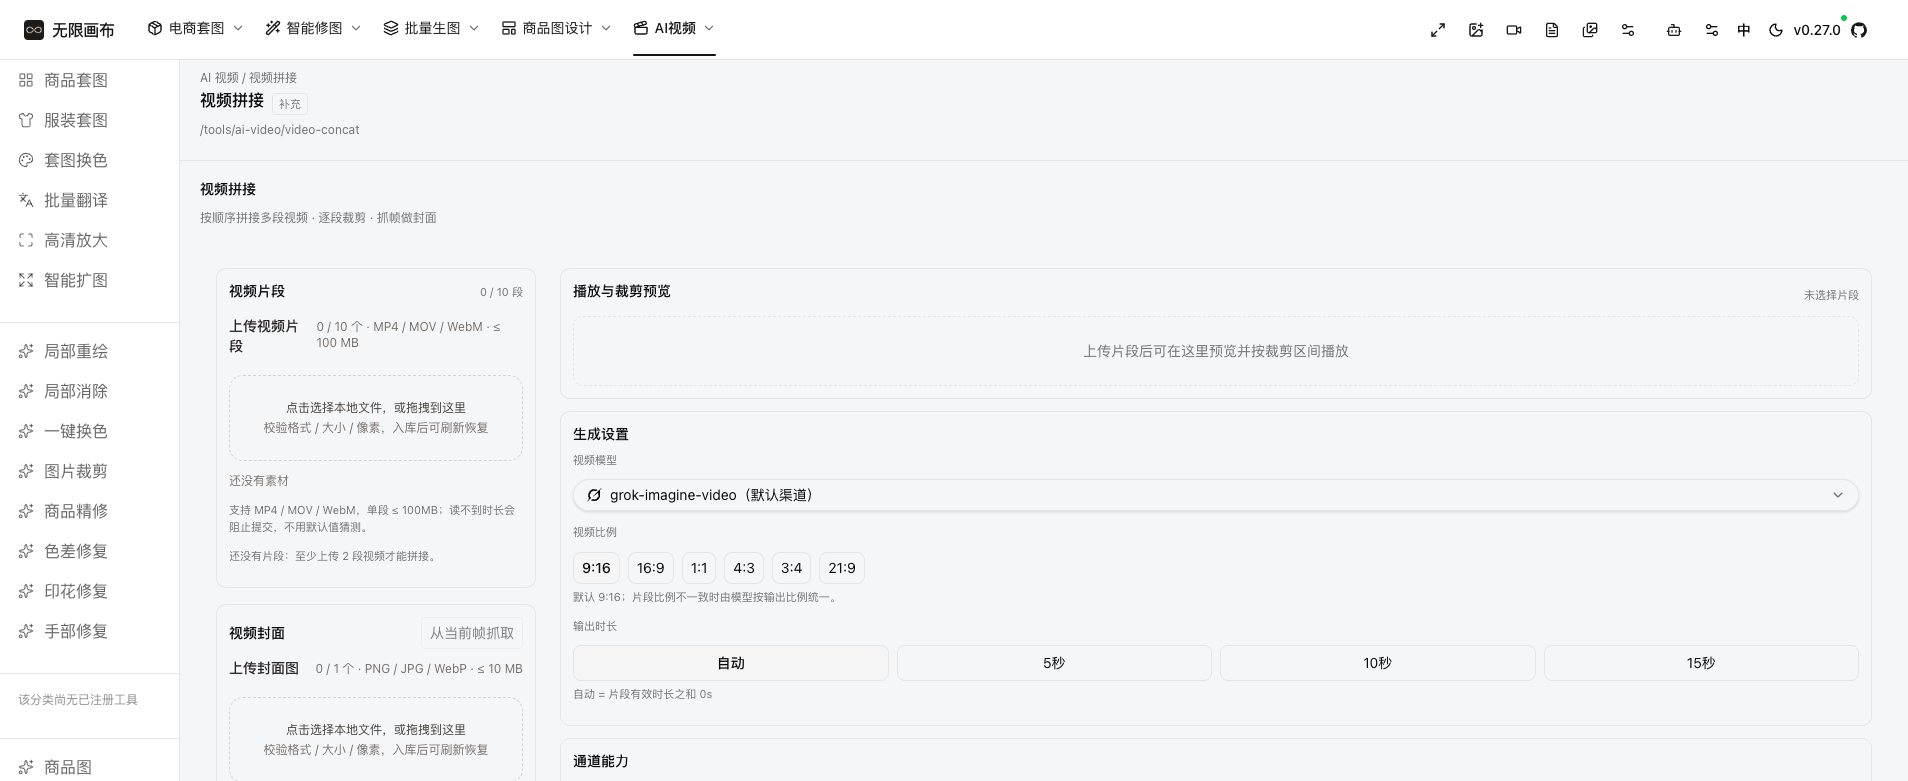 无限画布
电商套图
智能修图
批量生图
商品图设计
AI视频
中
v0.27.0
商品套图
服装套图
套图换色
批量翻译
高清放大
智能扩图
局部重绘
局部消除
一键换色
图片裁剪
商品精修
色差修复
印花修复
手部修复
该分类尚无已注册工具
商品图
AI 视频 / 视频拼接
视频拼接 补充
/tools/ai-video/video-concat
视频拼接
按顺序拼接多段视频 · 逐段裁剪 · 抓帧做封面
视频片段 0 / 10 段
上传视频片
段
0 / 10 个 · MP4 / MOV / WebM · ≤
100 MB
点击选择本地文件，或拖拽到这里
校验格式 / 大小 / 像素，入库后可刷新恢复
还没有素材
支持 MP4 / MOV / WebM，单段 ≤ 100MB；读不到时长会
阻止提交，不用默认值猜测。
还没有片段：至少上传 2 段视频才能拼接。
视频封面 从当前帧抓取
上传封面图 0 / 1 个 · PNG / JPG / WebP · ≤ 10 MB
点击选择本地文件，或拖拽到这里
校验格式 / 大小 / 像素，入库后可刷新恢复
播放与裁剪预览 未选择片段
上传片段后可在这里预览并按裁剪区间播放
生成设置
视频模型
grok-imagine-video（默认渠道）
视频比例
9:16 16:9 1:1 4:3 3:4 21:9
默认 9:16；片段比例不一致时由模型按输出比例统一。
输出时长
自动 5秒 10秒 15秒
自动 = 片段有效时长之和 0s
通道能力